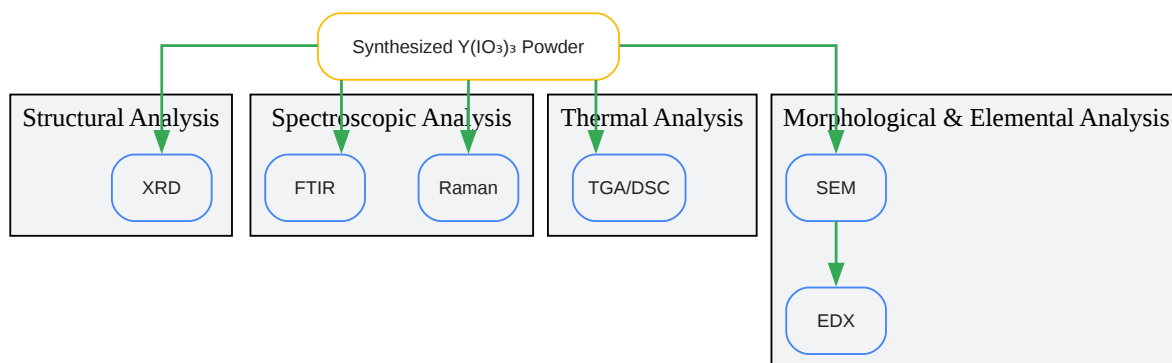 Synthesized Y(IO₃)₃ Powder
Structural Analysis
Spectroscopic Analysis
Thermal Analysis
Morphological & Elemental Analysis
XRD
FTIR
Raman
TGA/DSC
SEM
EDX